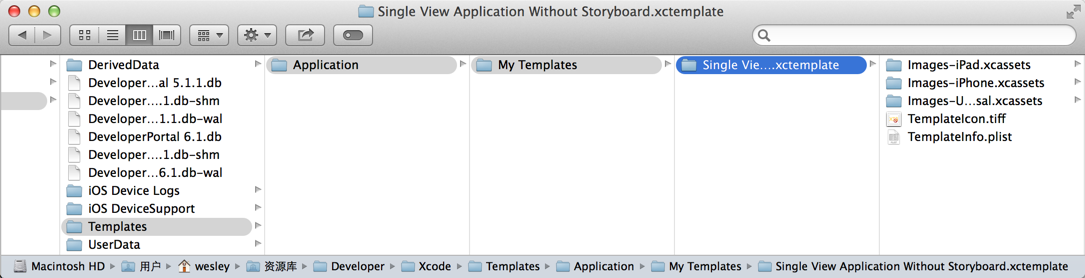 Single View Application Without Storyboard.xctemplate
DerivedData
Developer...al 5.1.1.db
Developer....1.db-shm
Developer...1.1.db-wal
DeveloperPortal 6.1.db
Developer....1.db-shm
Developer...6.1.db-wal
iOS Device Logs
iOS DeviceSupport
Templates
UserData
Application
My Templates
Single Vie....xctemplate
Images-iPad.xcassets
Images-iPhone.xcassets
Images-U...sal.xcassets
TemplateIcon.tiff
TemplateInfo.plist
Macintosh HD ▶ 用户 ▶ wesley ▶ 资源库 ▶ Developer ▶ Xcode ▶ Templates ▶ Application ▶ My Templates ▶ Single View Application Without Storyboard.xctemplate